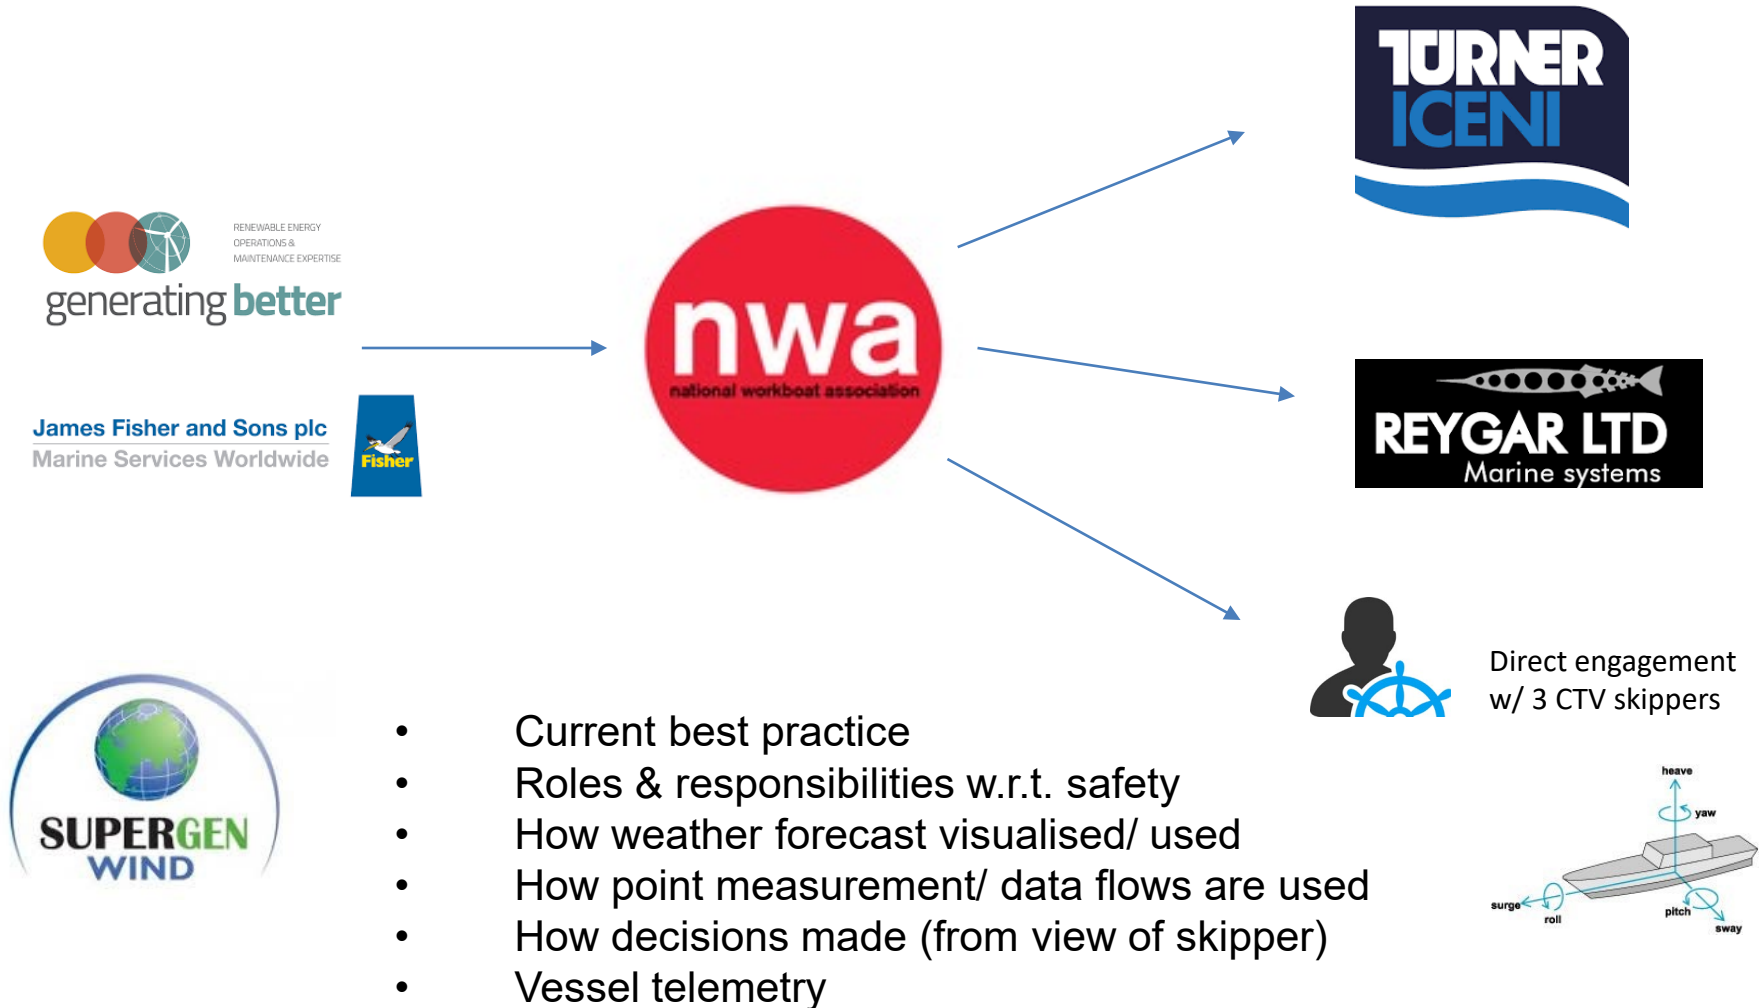 TURNER
ICENI
RENEWABLE ENERGY
OPERATIONS &
MAINTENANCE EXPERTISE
generating better
nwa
national workboat association
James Fisher and Sons plc
Marine Services Worldwide
Fisher
REYGAR LTD
Marine systems
Direct engagement
w/ 3 CTV skippers
SUPERGEN
WIND
• Current best practice
• Roles & responsibilities w.r.t. safety
• How weather forecast visualised/ used
• How point measurement/ data flows are used
• How decisions made (from view of skipper)
• Vessel telemetry
heave
yaw
surge
roll
pitch
sway